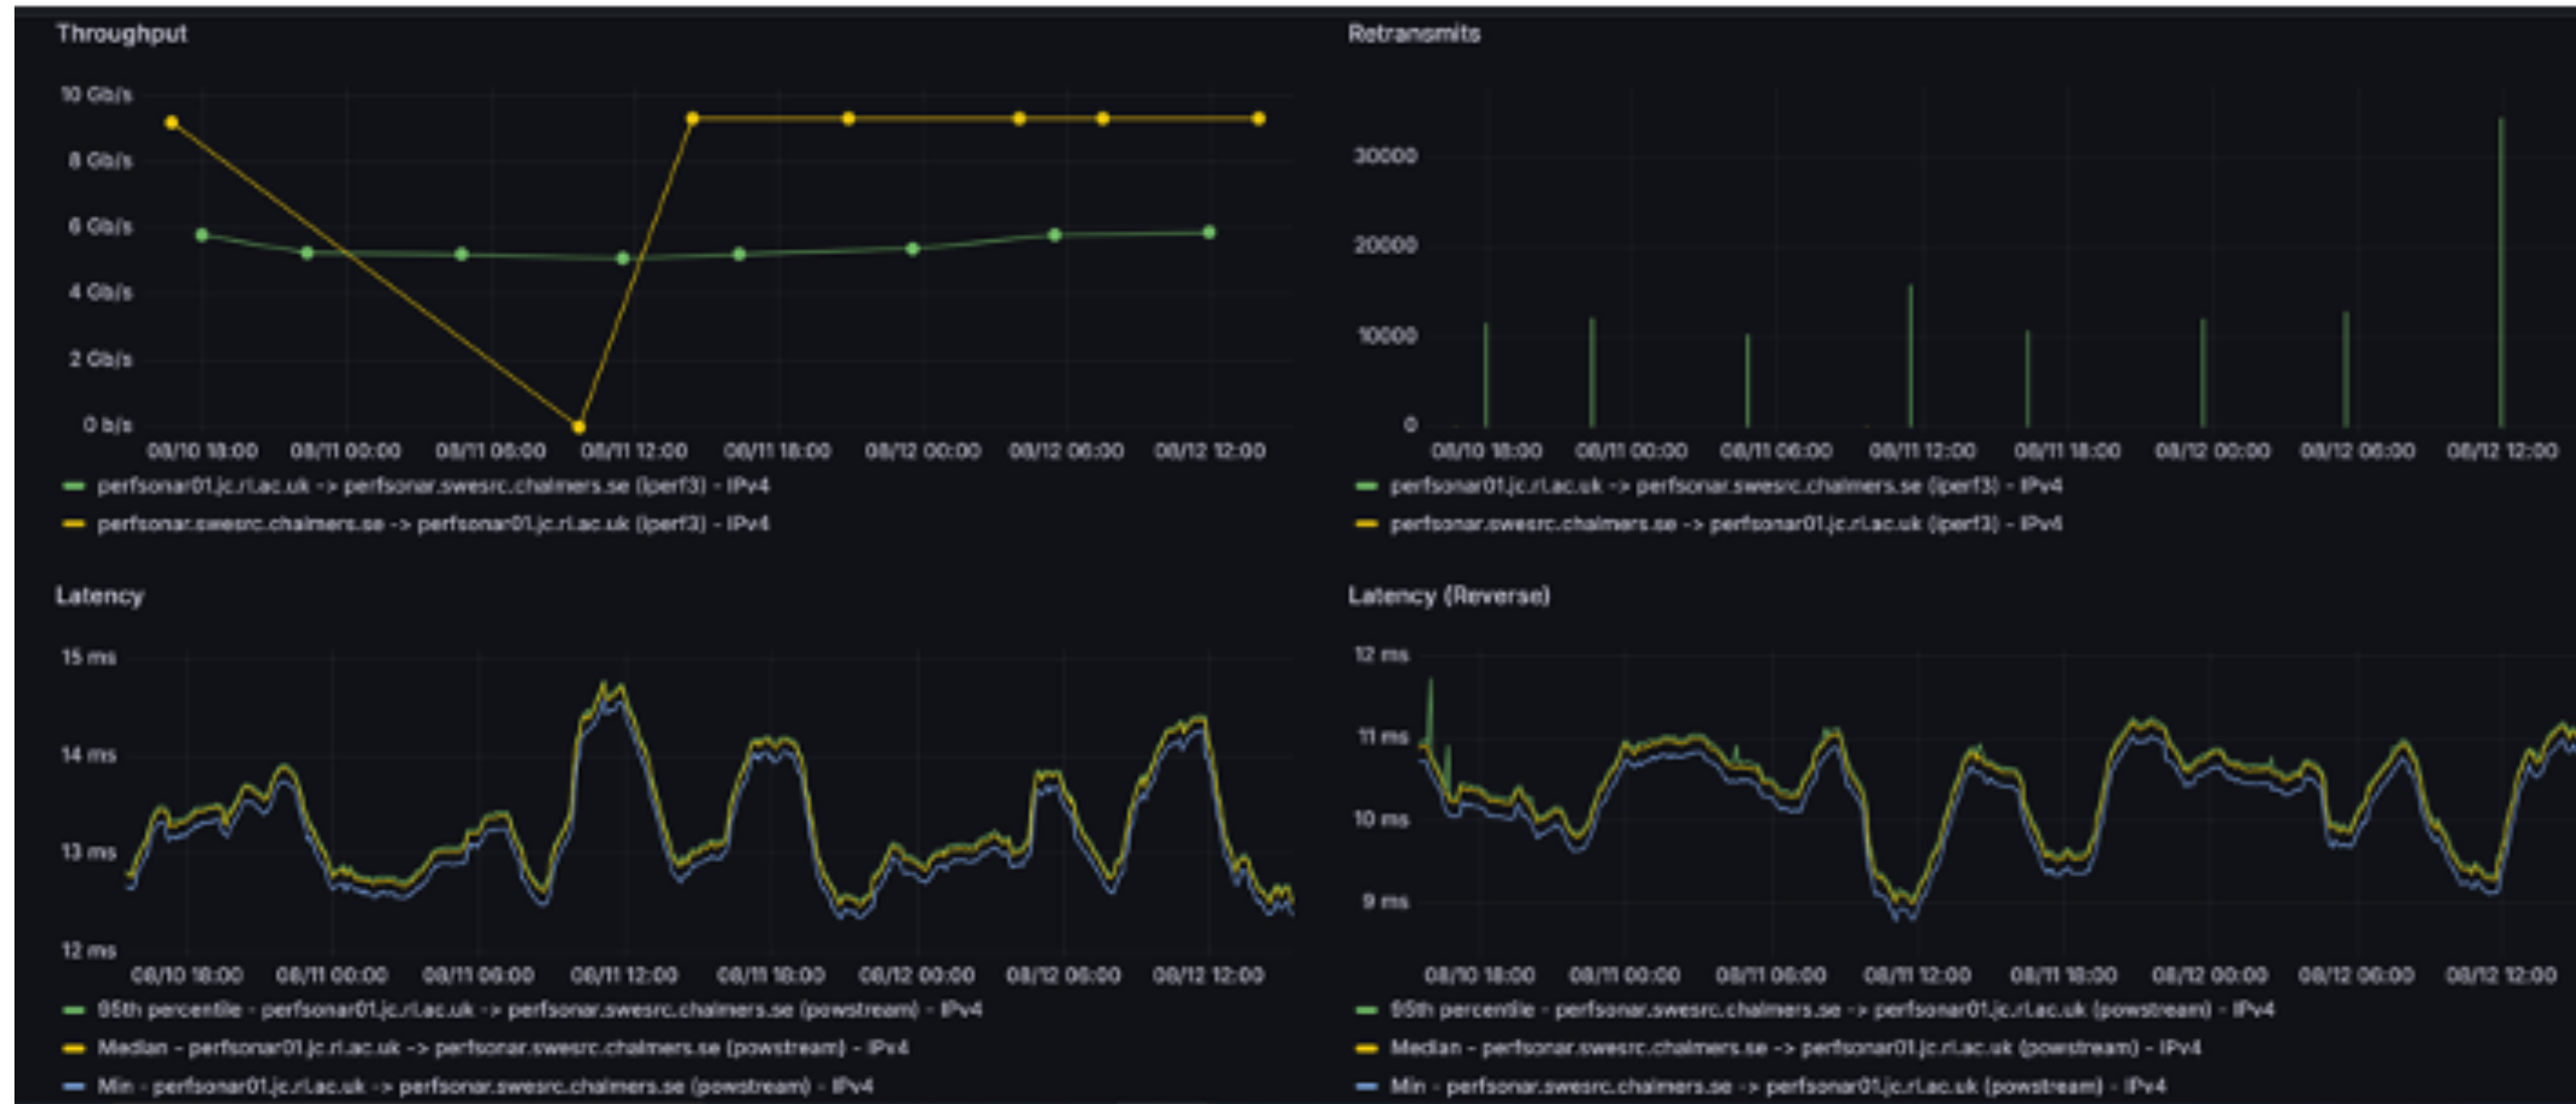 Throughput
10 Gb/s
8 Gb/s
6 Gb/s
4 Gb/s
2 Gb/s
0 b/s
08/10 18:00 08/11 00:00 08/11 06:00 08/11 12:00 08/11 18:00 08/12 00:00 08/12 06:00 08/12 12:00
perfsonar01.jc.rl.ac.uk -> perfsonar.swesrc.chalmers.se (iperf3) - IPv4
perfsonar.swesrc.chalmers.se -> perfsonar01.jc.rl.ac.uk (iperf3) - IPv4
Retransmits
30000
20000
10000
0
08/10 18:00 08/11 00:00 08/11 06:00 08/11 12:00 08/11 18:00 08/12 00:00 08/12 06:00 08/12 12:00
perfsonar01.jc.rl.ac.uk -> perfsonar.swesrc.chalmers.se (iperf3) - IPv4
perfsonar.swesrc.chalmers.se -> perfsonar01.jc.rl.ac.uk (iperf3) - IPv4
Latency
15 ms
14 ms
13 ms
12 ms
08/10 18:00 08/11 00:00 08/11 06:00 08/11 12:00 08/11 18:00 08/12 00:00 08/12 06:00 08/12 12:00
95th percentile - perfsonar01.jc.rl.ac.uk -> perfsonar.swesrc.chalmers.se (powstream) - IPv4
Median - perfsonar01.jc.rl.ac.uk -> perfsonar.swesrc.chalmers.se (powstream) - IPv4
Min - perfsonar01.jc.rl.ac.uk -> perfsonar.swesrc.chalmers.se (powstream) - IPv4
Latency (Reverse)
12 ms
11 ms
10 ms
9 ms
08/10 18:00 08/11 00:00 08/11 06:00 08/11 12:00 08/11 18:00 08/12 00:00 08/12 06:00 08/12 12:00
95th percentile - perfsonar.swesrc.chalmers.se -> perfsonar01.jc.rl.ac.uk (powstream) - IPv4
Median - perfsonar.swesrc.chalmers.se -> perfsonar01.jc.rl.ac.uk (powstream) - IPv4
Min - perfsonar.swesrc.chalmers.se -> perfsonar01.jc.rl.ac.uk (powstream) - IPv4